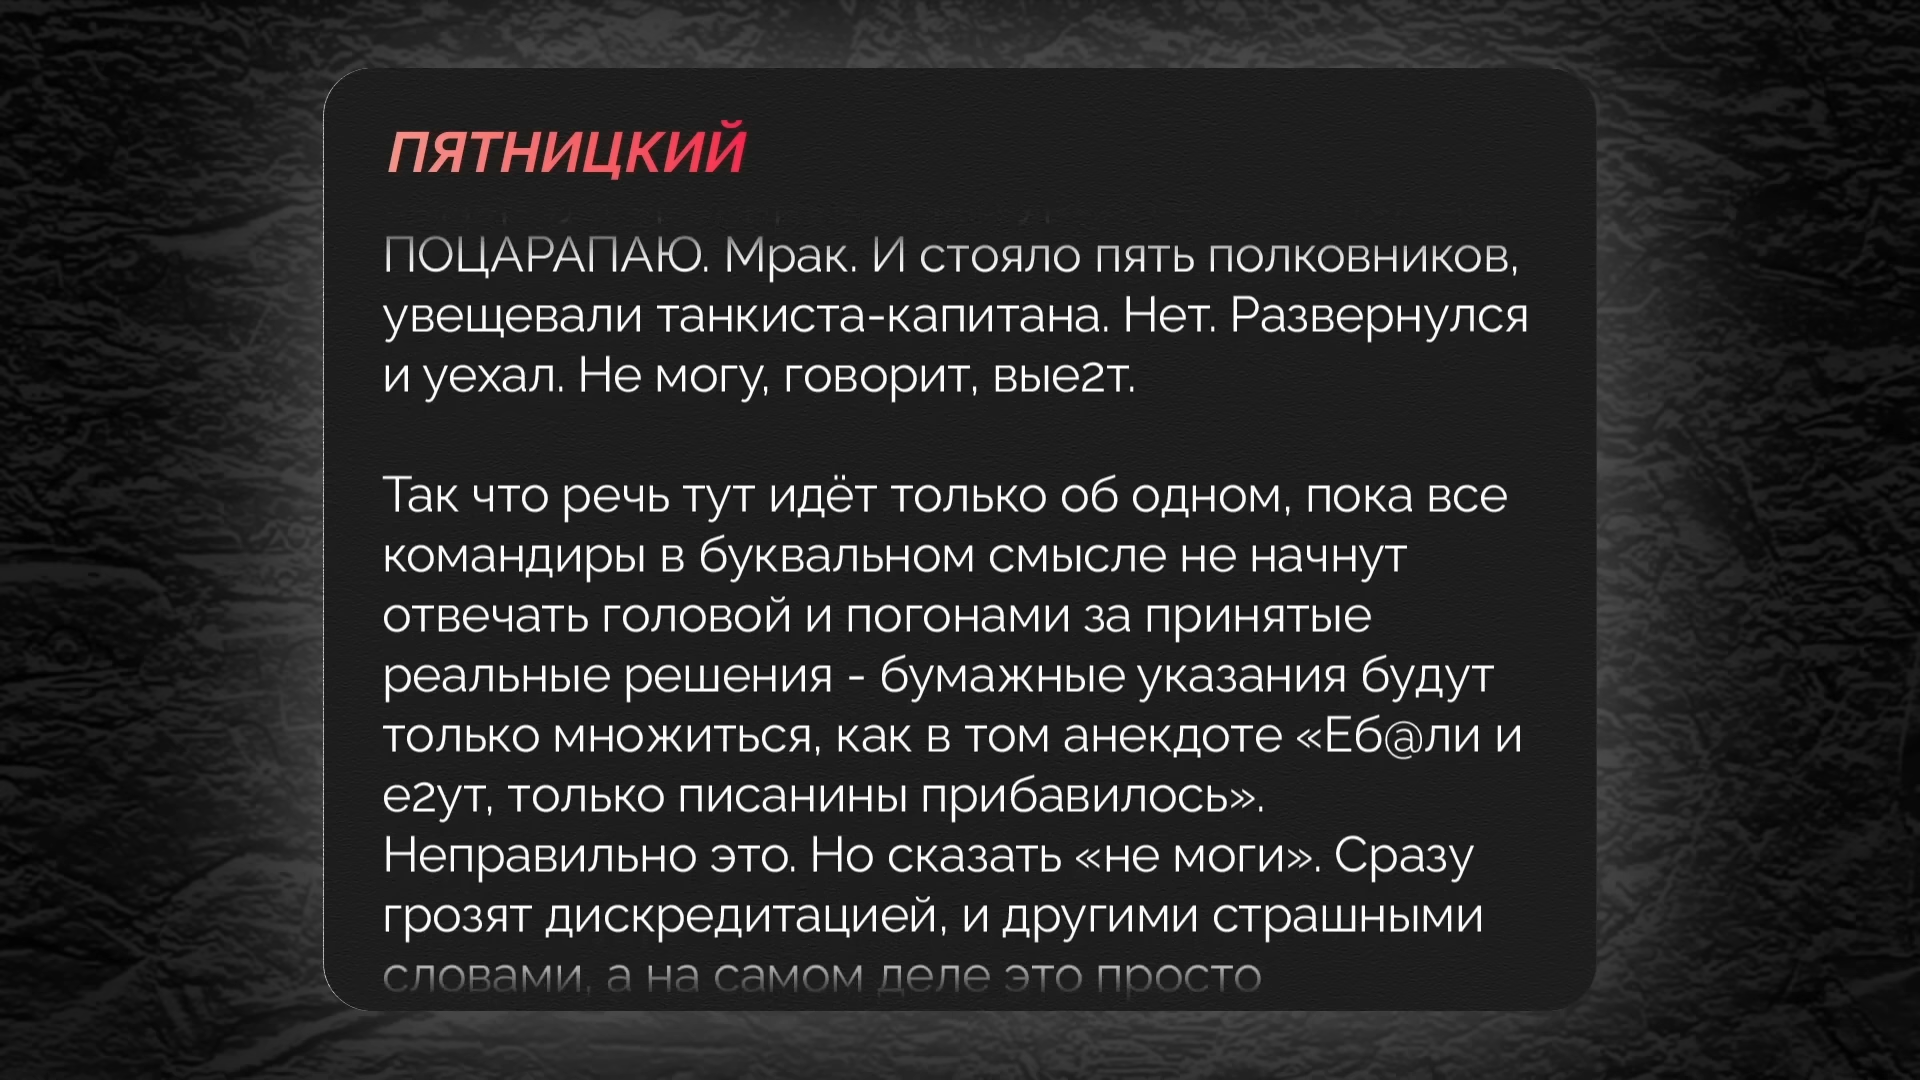 ПЯТНИЦКИЙ
ПОЦАРАПАЮ. Мрак. И стояло пять полковников,
увещевали танкиста-капитана. Нет. Развернулся
и уехал. Не могу, говорит, вые2т.
Так что речь тут идёт только об одном, пока все
командиры в буквальном смысле не начнут
отвечать головой и погонами за принятые
реальные решения - бумажные указания будут
только множиться, как в том анекдоте «Еб@ли и
е2ут, только писанины прибавилось».
Неправильно это. Но сказать «не моги». Сразу
грозят дискредитацией, и другими страшными
словами, а на самом деле это просто